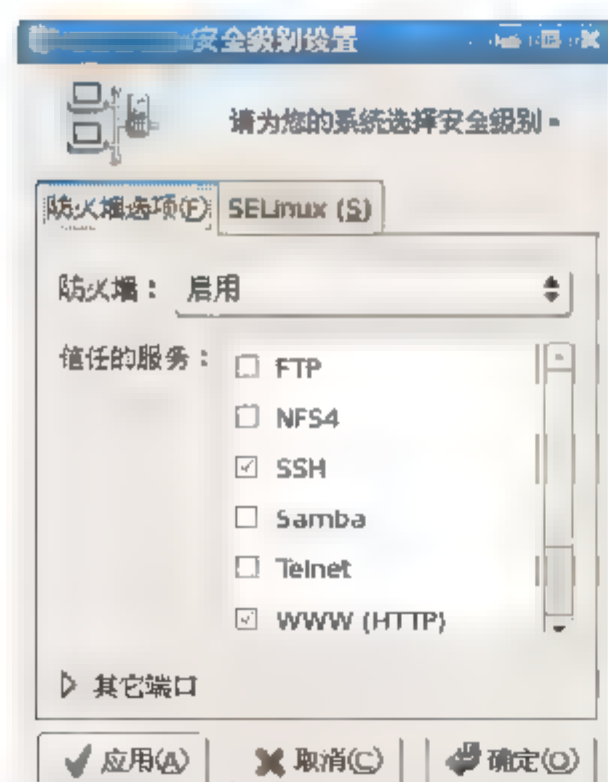 安全级别设置
请为您的系统选择安全级别。
防火墙选项(F) SELinux (S)
防火墙： 启用
信任的服务：
FTP
NFS4
SSH
Samba
Telnet
WWW (HTTP)
其它端口
应用(A) 取消(C) 确定(O)